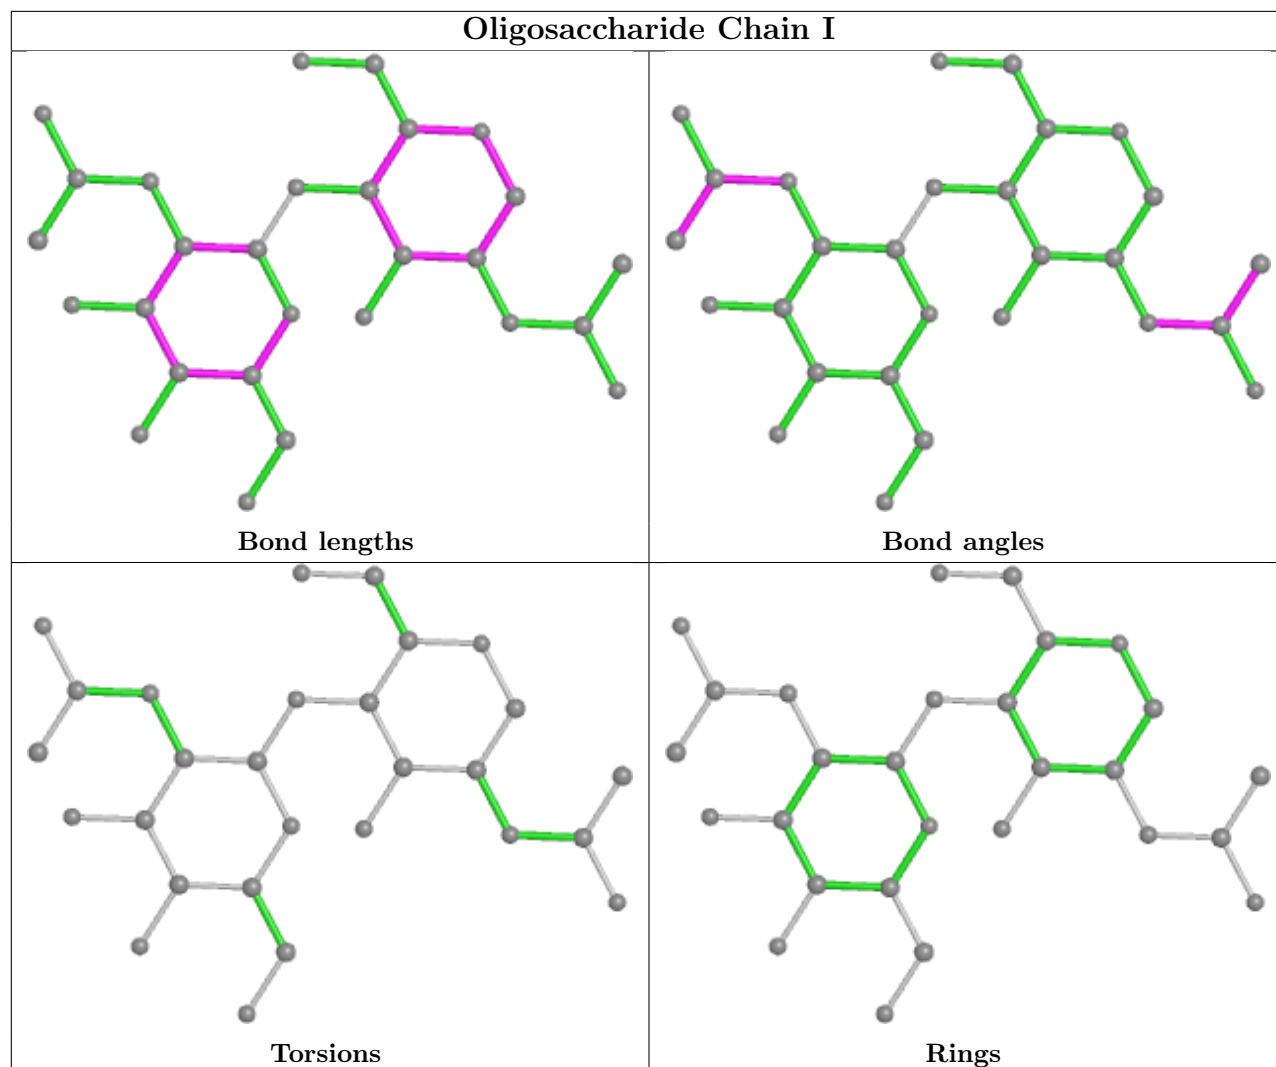 Oligosaccharide Chain I
Bond lengths
Bond angles
Torsions
Rings